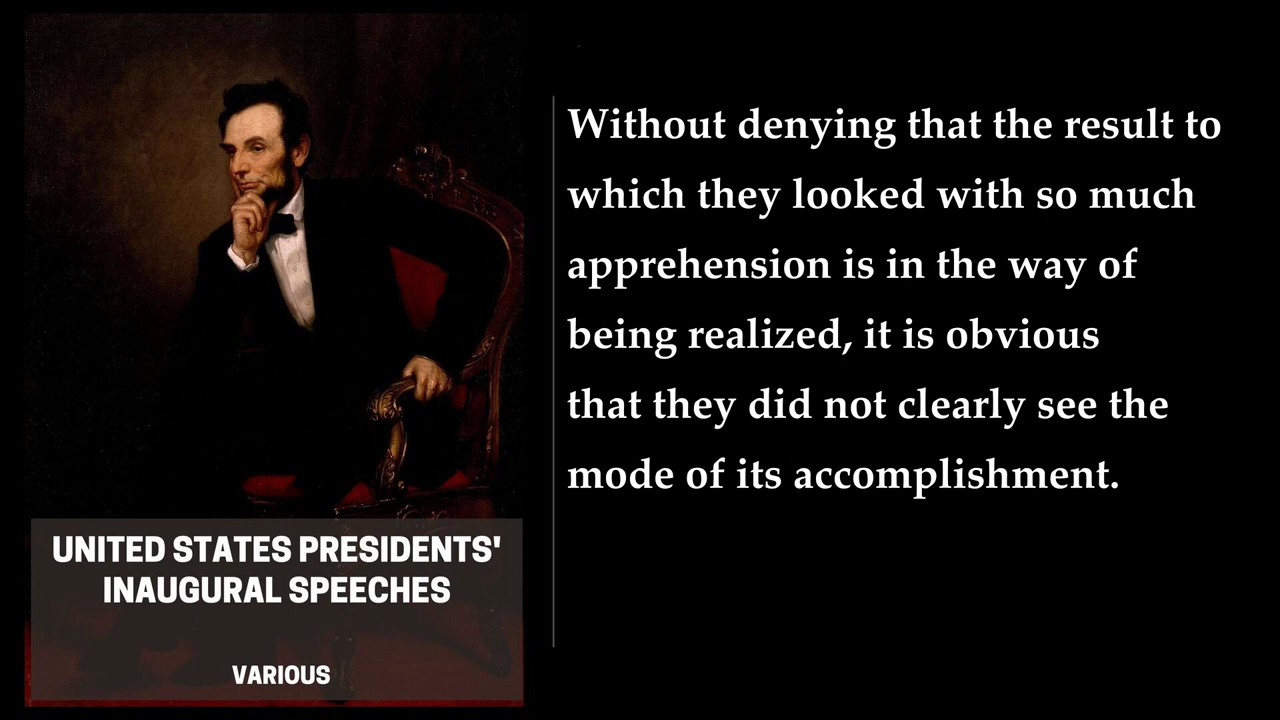 Without denying that the result to
which they looked with so much
apprehension is in the way of
being realized, it is obvious
that they did not clearly see the
mode of its accomplishment.
UNITED STATES PRESIDENTS'
INAUGURAL SPEECHES
VARIOUS